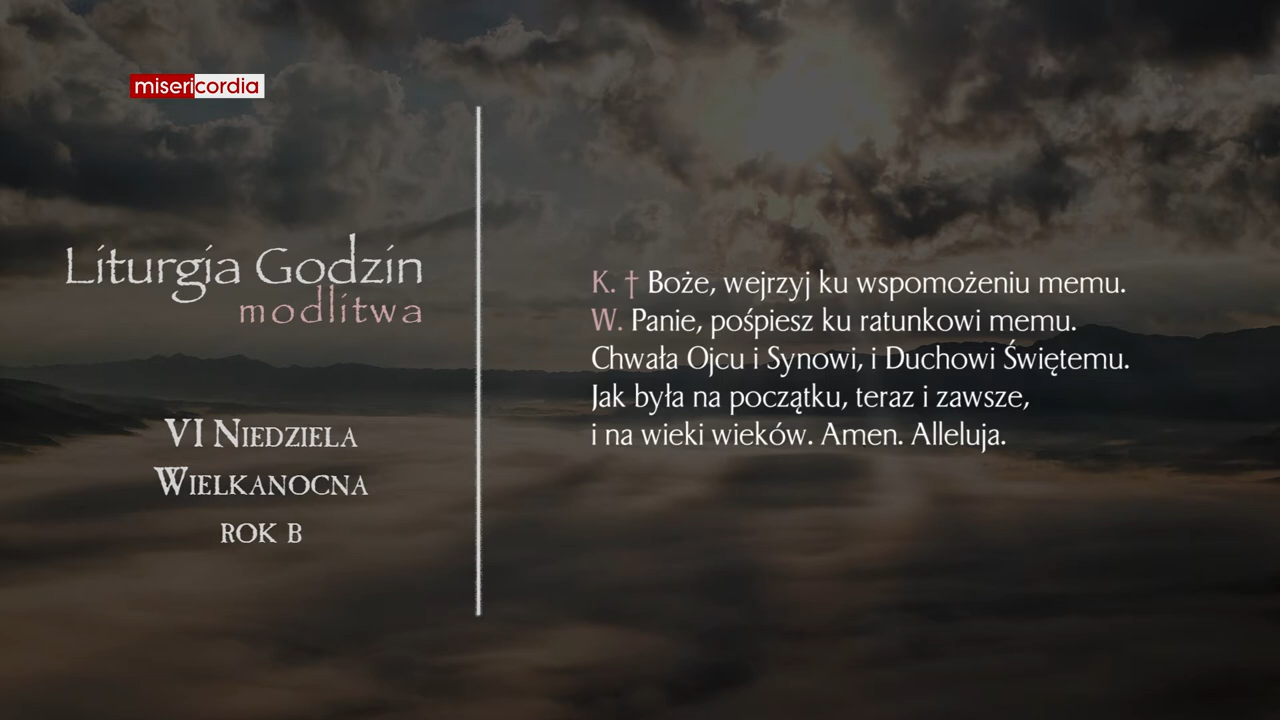 misericordia
Liturgia Godzin
modlitwa
VI Niedziela
Wielkanocna
rok B
K. † Boże, wejrzyj ku wspomożeniu memu.
W. Panie, pośpiesz ku ratunkowi memu.
Chwała Ojcu i Synowi, i Duchowi Świętemu.
Jak była na początku, teraz i zawsze,
i na wieki wieków. Amen. Alleluja.